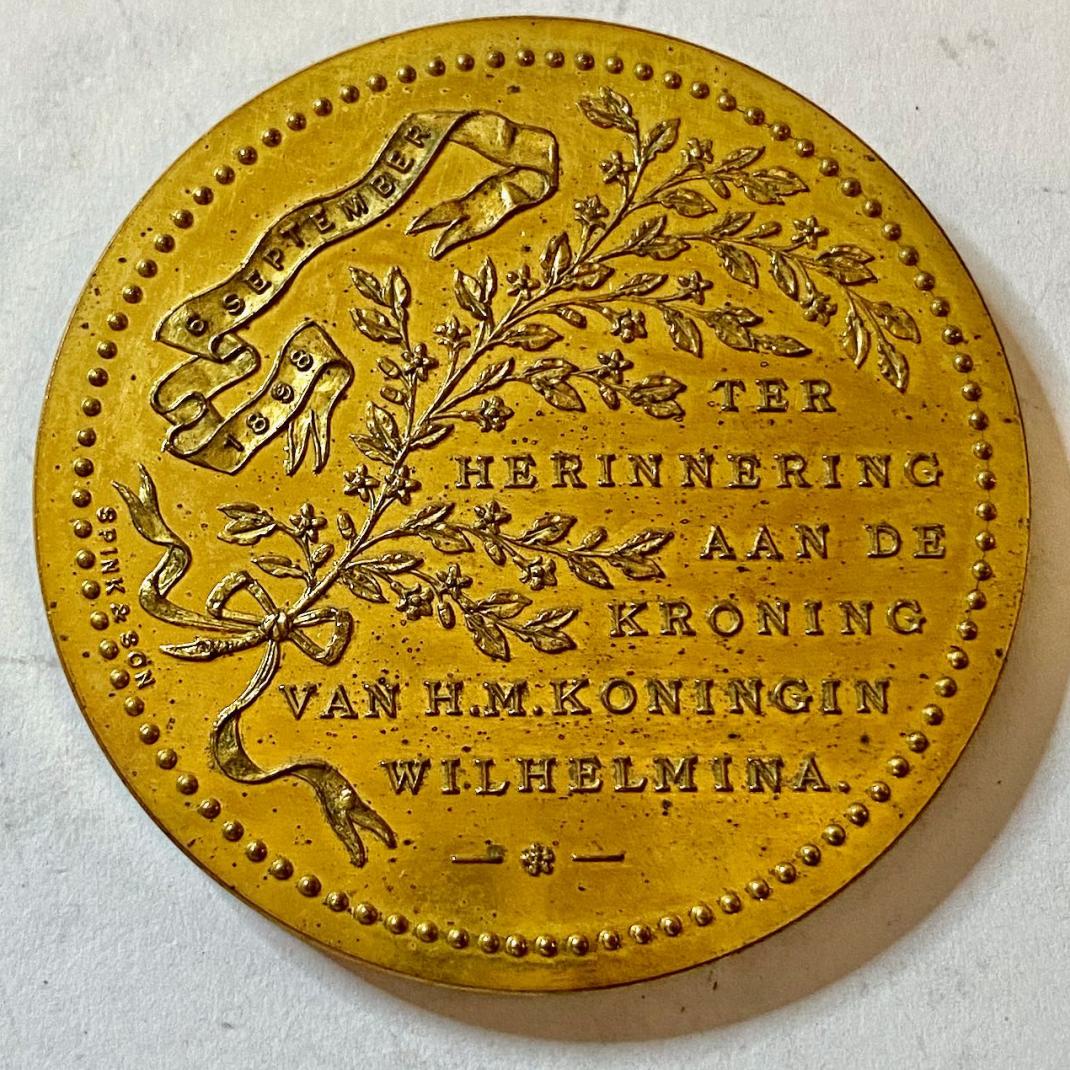 6 SEPTEMBER
1898
TER
HERINNERING
AAN DE
KRONING
VAN H.M. KONINGIN
WILHELMINA.
SPINK & SON